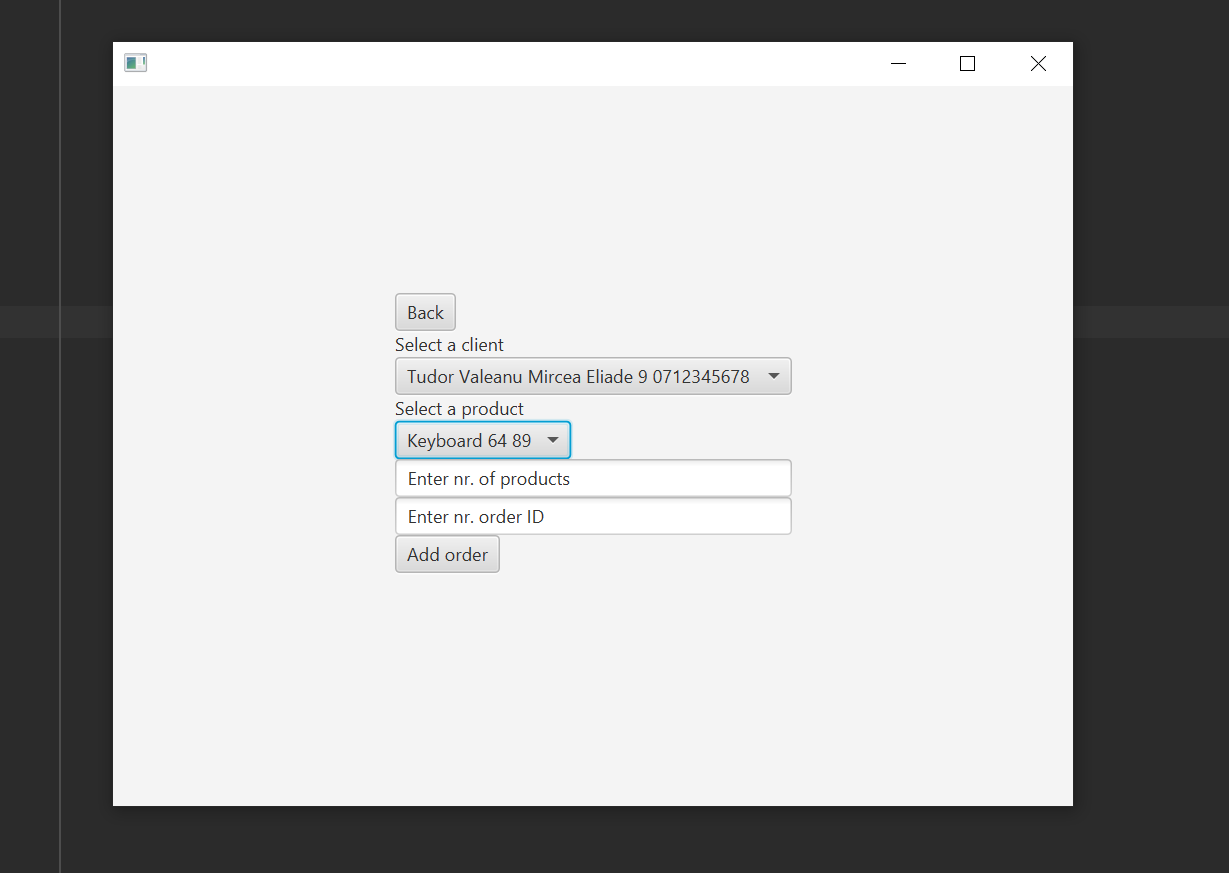 Back
Select a client
Tudor Valeanu Mircea Eliade 9 0712345678
Select a product
Keyboard 64 89
Enter nr. of products
Enter nr. order ID
Add order